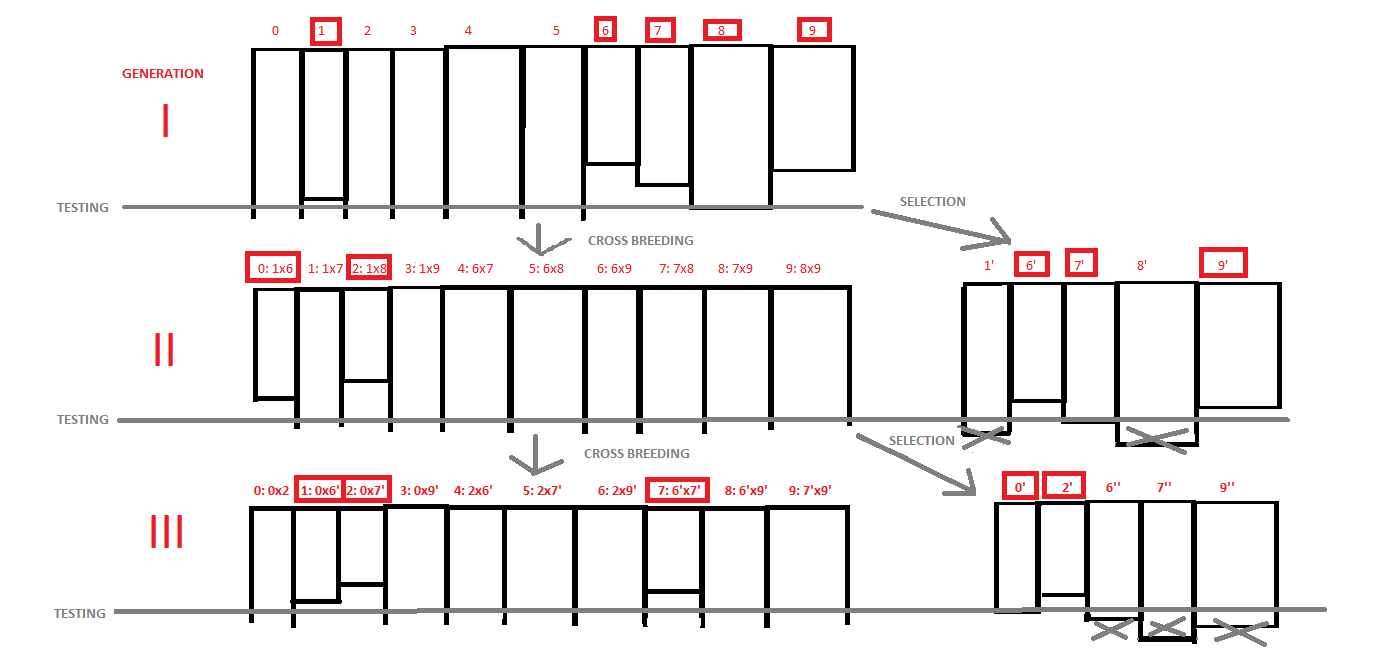 0 1 2 3 4 5 6 7 8 9
GENERATION
I
SELECTION
TESTING
CROSS BREEDING
0: 1x6 1: 1x7 2: 1x8 3: 1x9 4: 6x7 5: 6x8 6: 6x9 7: 7x8 8: 7x9 9: 8x9 1' 6' 7' 8' 9'
II
TESTING
SELECTION
CROSS BREEDING
0: 0x2 1: 0x6' 2: 0x7' 3: 0x9' 4: 2x6' 5: 2x7' 6: 2x9' 7: 6'x7' 8: 6'x9' 9: 7'x9' 0' 2' 6'' 7'' 9''
III
TESTING